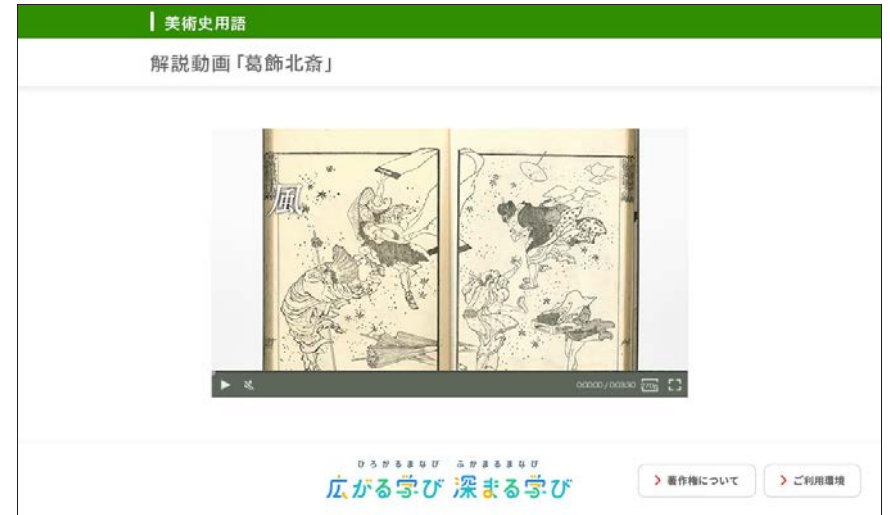 美術史用語
解説動画「葛飾北斎」
風
00:00 / 03:30
ひろがるまなび ふかまるまなび
広がる学び 深まる学び
著作権について
ご利用環境